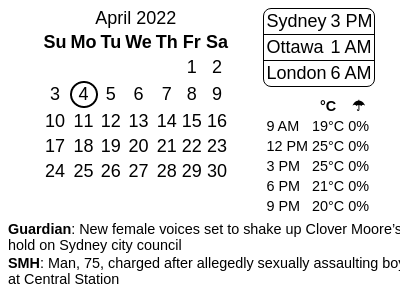 April 2022
Su Mo Tu We Th Fr Sa
1 2
3 4 5 6 7 8 9
10 11 12 13 14 15 16
17 18 19 20 21 22 23
24 25 26 27 28 29 30
Sydney 3 PM
Ottawa 1 AM
London 6 AM
°C ☂
9 AM 19°C 0%
12 PM 25°C 0%
3 PM 25°C 0%
6 PM 21°C 0%
9 PM 20°C 0%
Guardian: New female voices set to shake up Clover Moore's
hold on Sydney city council
SMH: Man, 75, charged after allegedly sexually assaulting boy
at Central Station